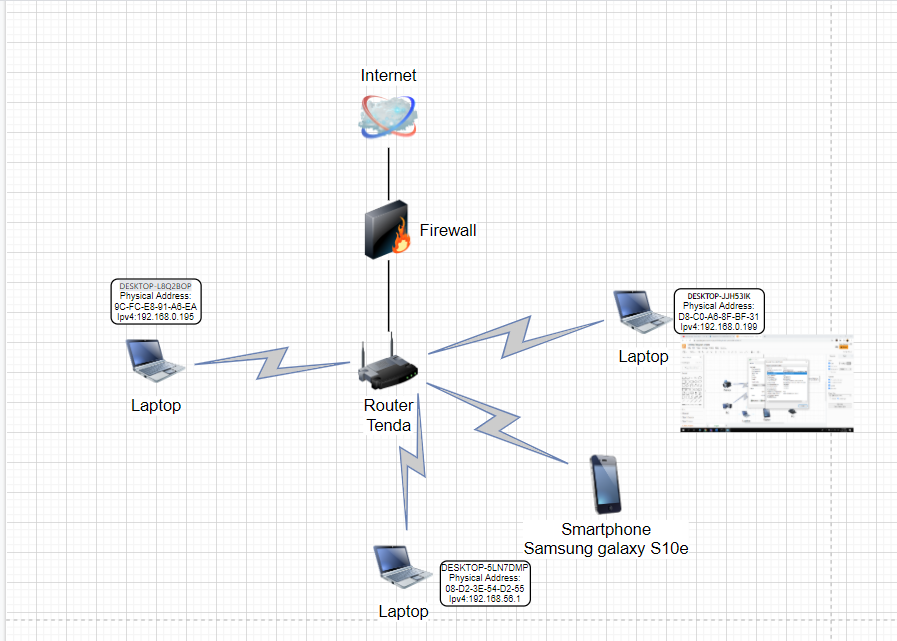 Internet
Firewall
DESKTOP-L8Q2BOP
Physical Address:
9C-FC-E8-91-A6-EA
Ipv4:192.168.0.195
Laptop
DESKTOP-JJH53IK
Physical Address:
D8-C0-A6-8F-BF-31
Ipv4:192.168.0.199
Laptop
Router
Tenda
Smartphone
Samsung galaxy S10e
DESKTOP-5LN7DMP
Physical Address:
08-D2-3E-54-D2-55
Ipv4:192.168.56.1
Laptop